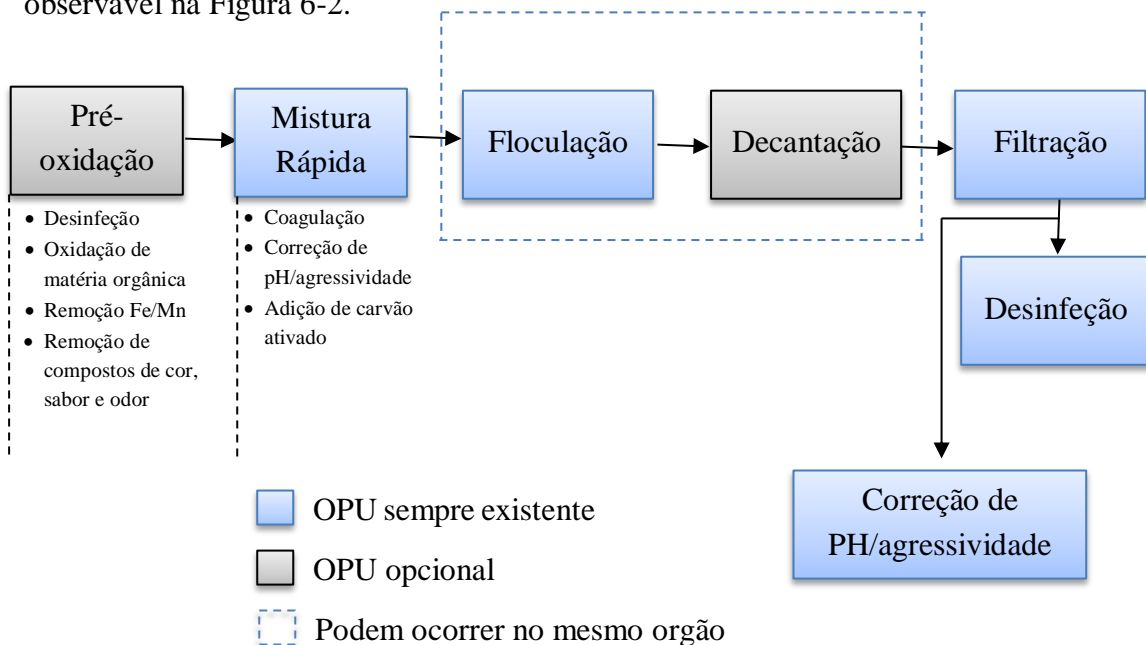 observável na Figura 6-2.
Pré-
oxidação
Mistura
Rápida
Floculação
Decantação
Filtração
• Desinfeção
• Oxidação de
matéria orgânica
• Remoção Fe/Mn
• Remoção de
compostos de cor,
sabor e odor
• Coagulação
• Correção de
pH/agressividade
• Adição de carvão
ativado
Desinfeção
Correção de
PH/agressividade
OPU sempre existente
OPU opcional
Podem ocorrer no mesmo orgão